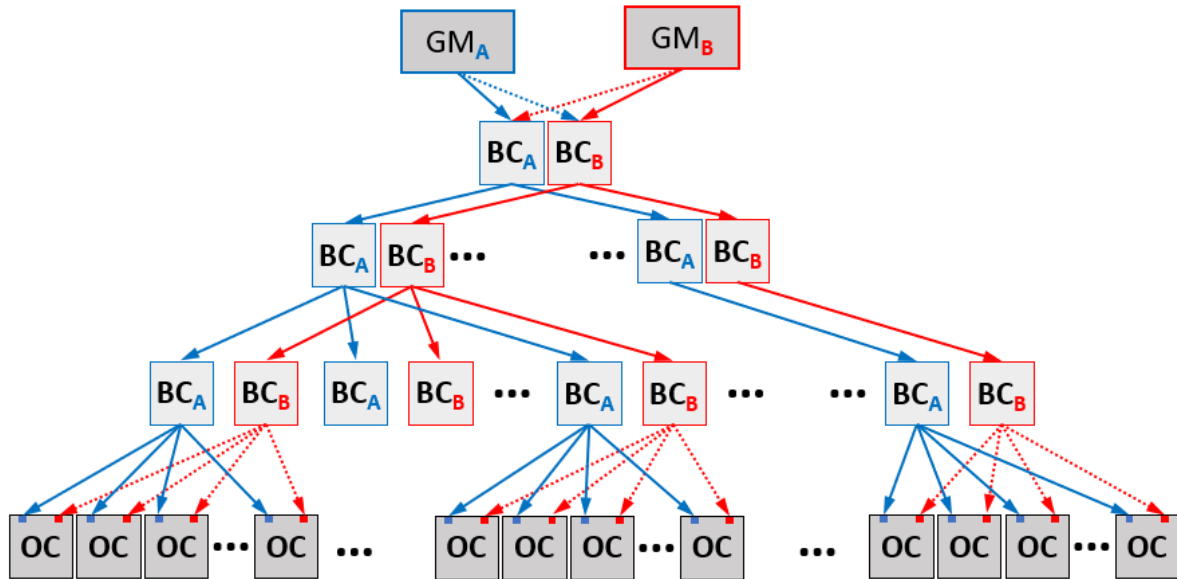 GMA GMB
BCA BCB
BCA BCB ... ... BCA BCB
BCA BCB BCA BCB ... BCA BCB ... ... BCA BCB
OC OC OC ... OC ... OC OC OC ... OC ... OC OC OC ... OC